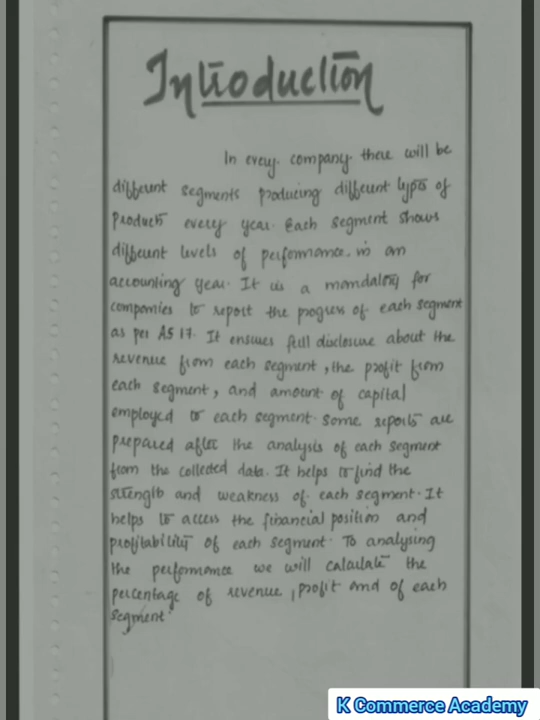 Introduction
In every company there will be
different segments producing different types of
products every year. Each segment shows
different levels of performance in an
accounting year. It is a mandatory for
companies to report the progress of each segment
as per AS 17. It ensures full disclosure about the
revenue from each segment, the profit from
each segment, and amount of capital
employed to each segment. Some reports are
prepared after the analysis of each segment
from the collected data. It helps to find the
strength and weakness of each segment. It
helps to access the financial position and
profitability of each segment. To analysing
the performance we will calculate the
percentage of revenue, profit and of each
segment.
K Commerce Academy